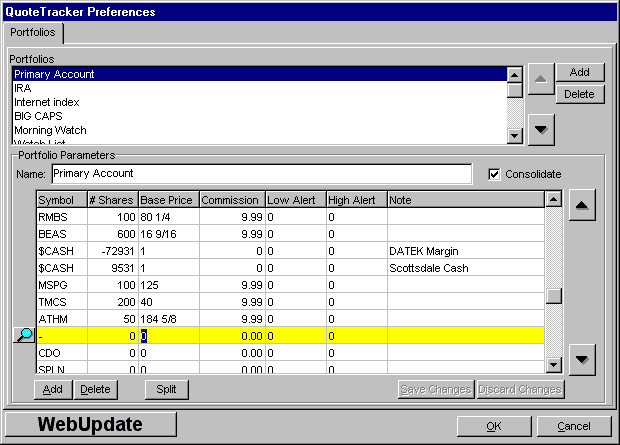 QuoteTracker Preferences
Portfolios
Portfolios
Primary Account
IRA
Internet index
BIG CAPS
Morning Watch
Watch List
Add
Delete
Portfolio Parameters
Name: Primary Account
Consolidate
Symbol # Shares Base Price Commission Low Alert High Alert Note
RMBS 100 80 1/4 9.99 0 0
BEAS 600 16 9/16 9.99 0 0
$CASH -72931 1 0 0 0 DATEK Margin
$CASH 9531 1 0 0 0 Scottsdale Cash
MSPG 100 125 9.99 0 0
TMCS 200 40 9.99 0 0
ATHM 50 184 5/8 9.99 0 0
- 0 0 0.00 0 0
CDO 0 0 0.00 0 0
SPLN 0 0 0.00 0 0
Add Delete Split Save Changes Discard Changes
WebUpdate OK Cancel